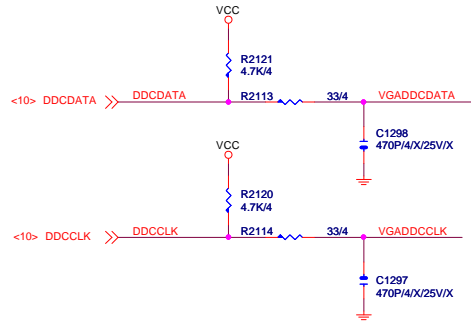 VCC
R2121
4.7K/4
<10> DDCDATA DDCDATA R2113 33/4 VGADDCDATA
C1298
470P/4/X/25V/X
VCC
R2120
4.7K/4
<10> DDCCLK DDCCLK R2114 33/4 VGADDCCLK
C1297
470P/4/X/25V/X